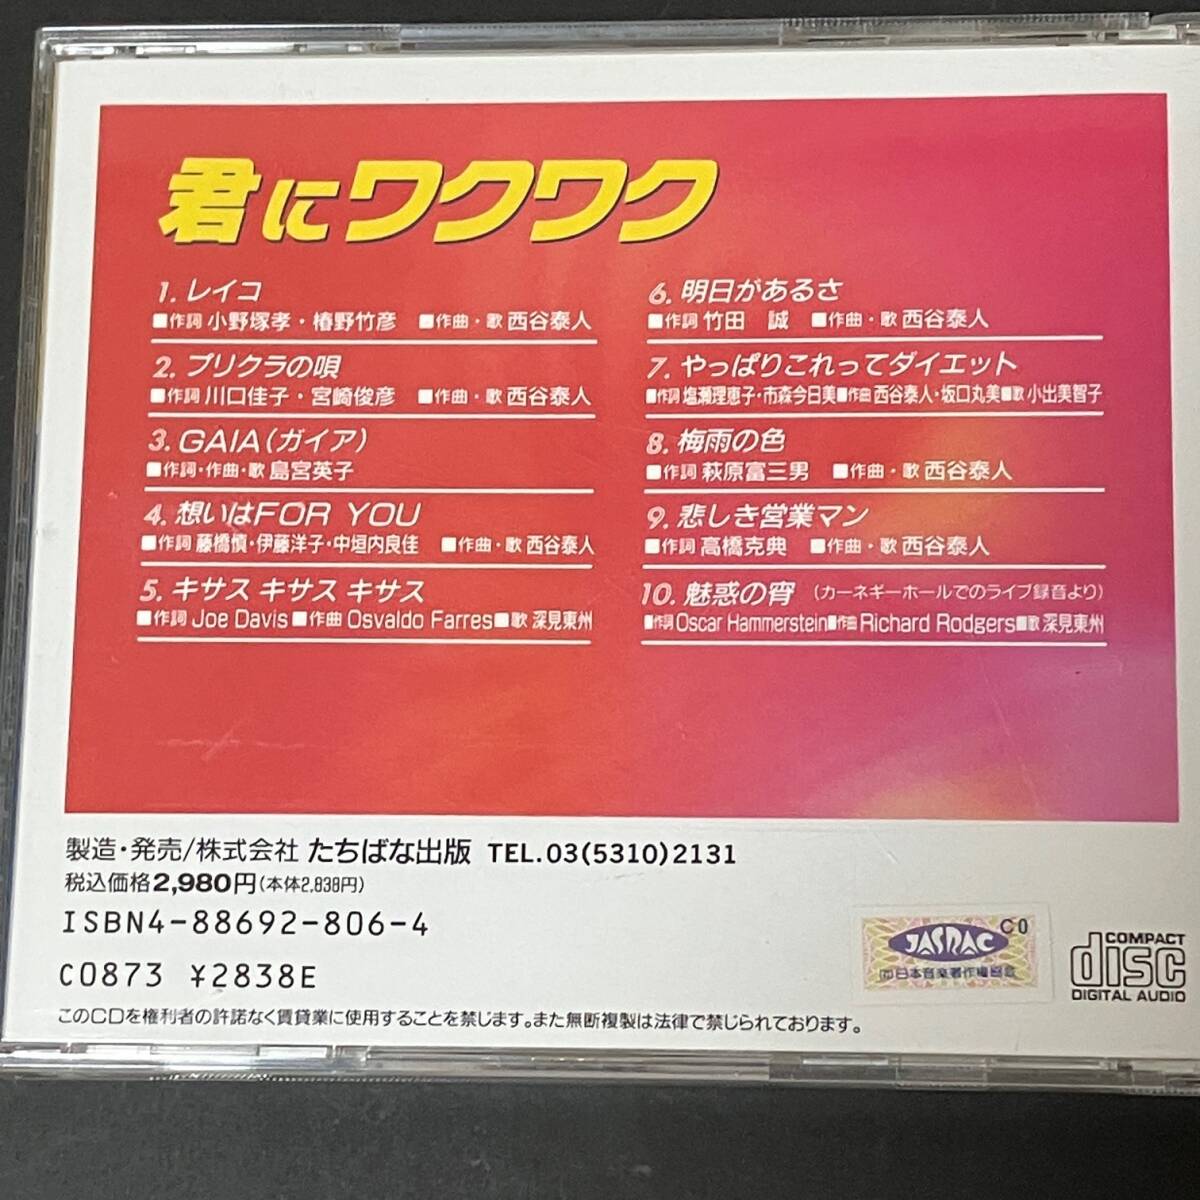 君にワクワク
1. レイコ
■作詞 小野塚孝・椿野竹彦 ■作曲・歌 西谷泰人
2. プリクラの唄
■作詞 川口佳子・宮崎俊彦 ■作曲・歌 西谷泰人
3. GAIA(ガイア)
■作詞・作曲・歌 島宮英子
4. 想いはFOR YOU
■作詞 藤橋慎・伊藤洋子・中垣内良佳 ■作曲・歌 西谷泰人
5. キサス キサス キサス
■作詞 Joe Davis ■作曲 Osvaldo Farres ■歌 深見東州
6. 明日があるさ
■作詞 竹田 誠 ■作曲・歌 西谷泰人
7. やっぱりこれってダイエット
■作詞 塩瀬理恵子・市森今日美 ■作曲 西谷泰人・坂口丸美 ■歌 小出美智子
8. 梅雨の色
■作詞 萩原富三男 ■作曲・歌 西谷泰人
9. 悲しき営業マン
■作詞 高橋克典 ■作曲・歌 西谷泰人
10. 魅惑の宵 (カーネギーホールでのライブ録音より)
■作詞 Oscar Hammerstein ■作曲 Richard Rodgers ■歌 深見東州
製造・発売/株式会社 たちばな出版 TEL.03(5310)2131
税込価格2,980円(本体2,838円)
ISBN4-88692-806-4
C0873 ¥2838E
このCDを権利者の許諾なく賃貸業に使用することを禁じます。また無断複製は法律で禁じられております。
JASRAC CO
(社)日本音楽著作権協会
COMPACT
disc
DIGITAL AUDIO